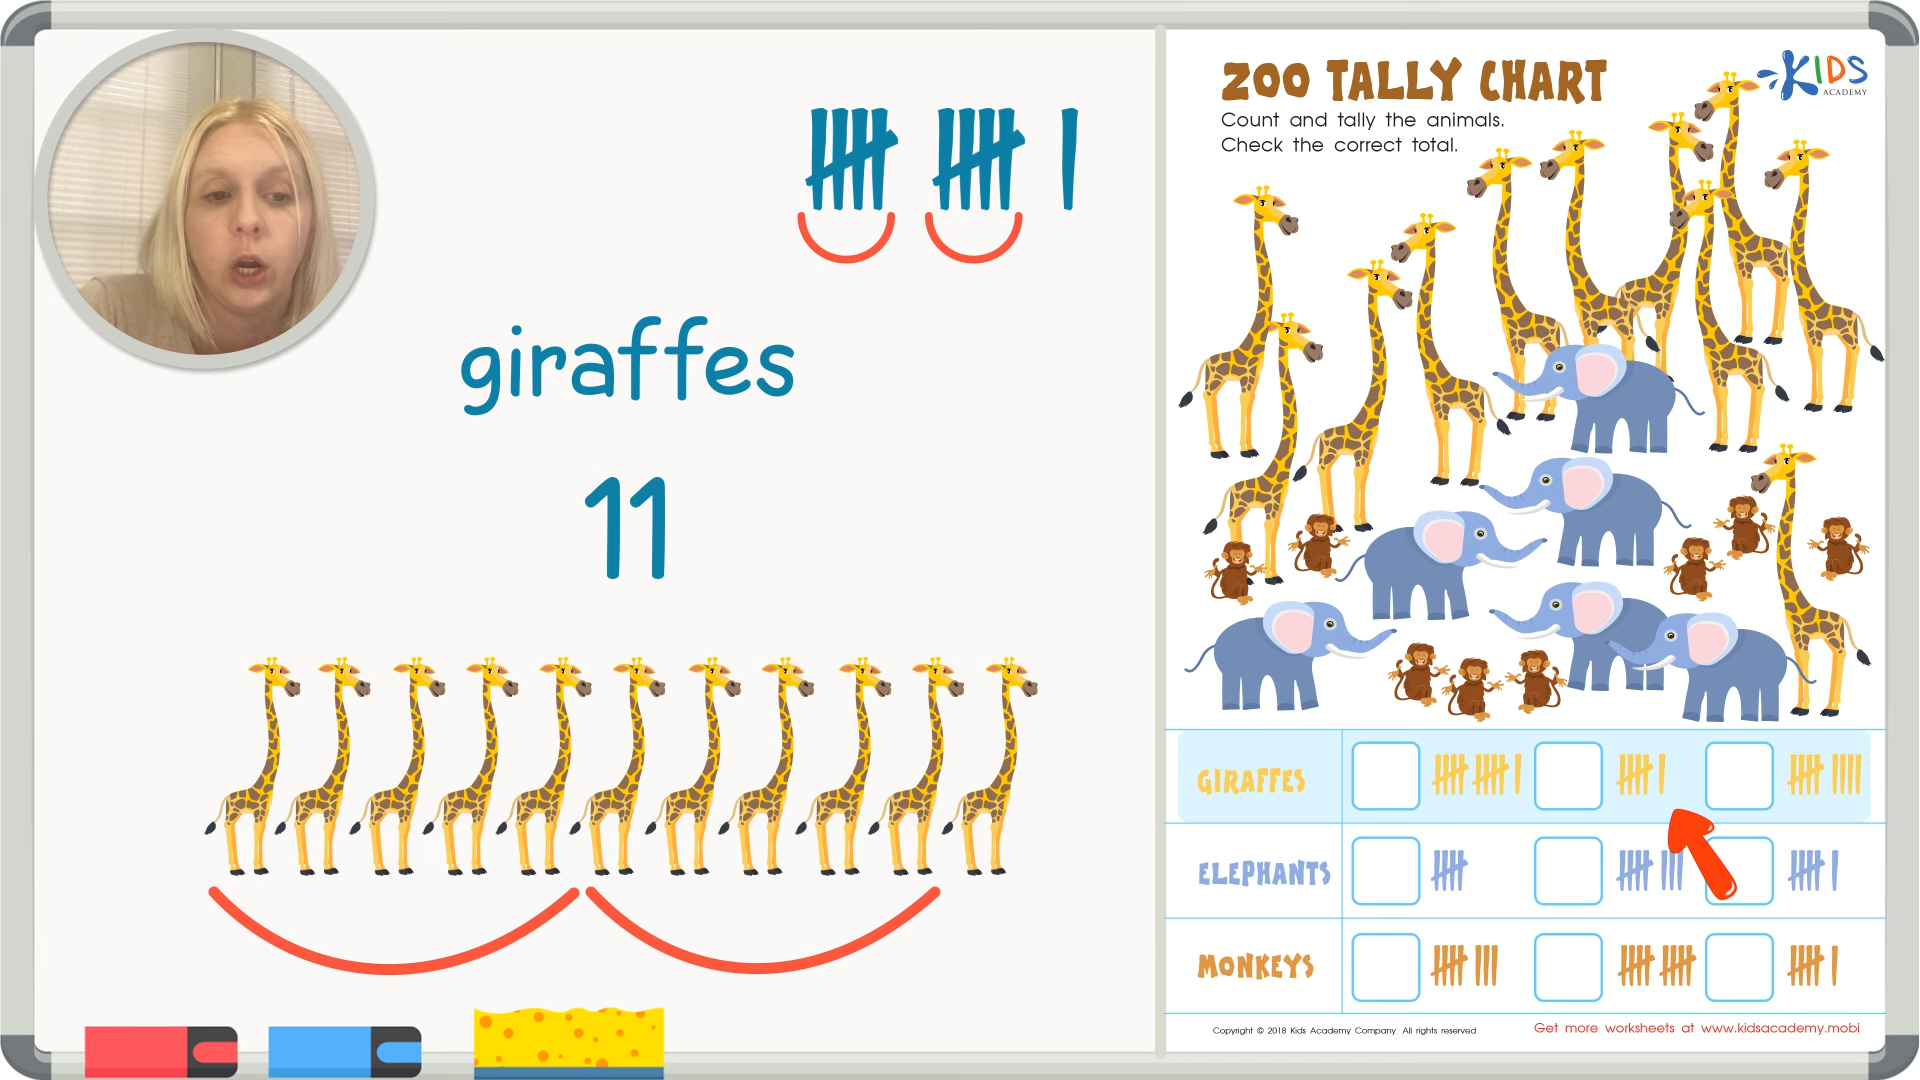 ZOO TALLY CHART
KIDS
ACADEMY
Count and tally the animals.
Check the correct total.
giraffes
11
GIRAFFES
ELEPHANTS
MONKEYS
Copyright © 2018 Kids Academy Company. All rights reserved
Get more worksheets at www.kidsacademy.mobi